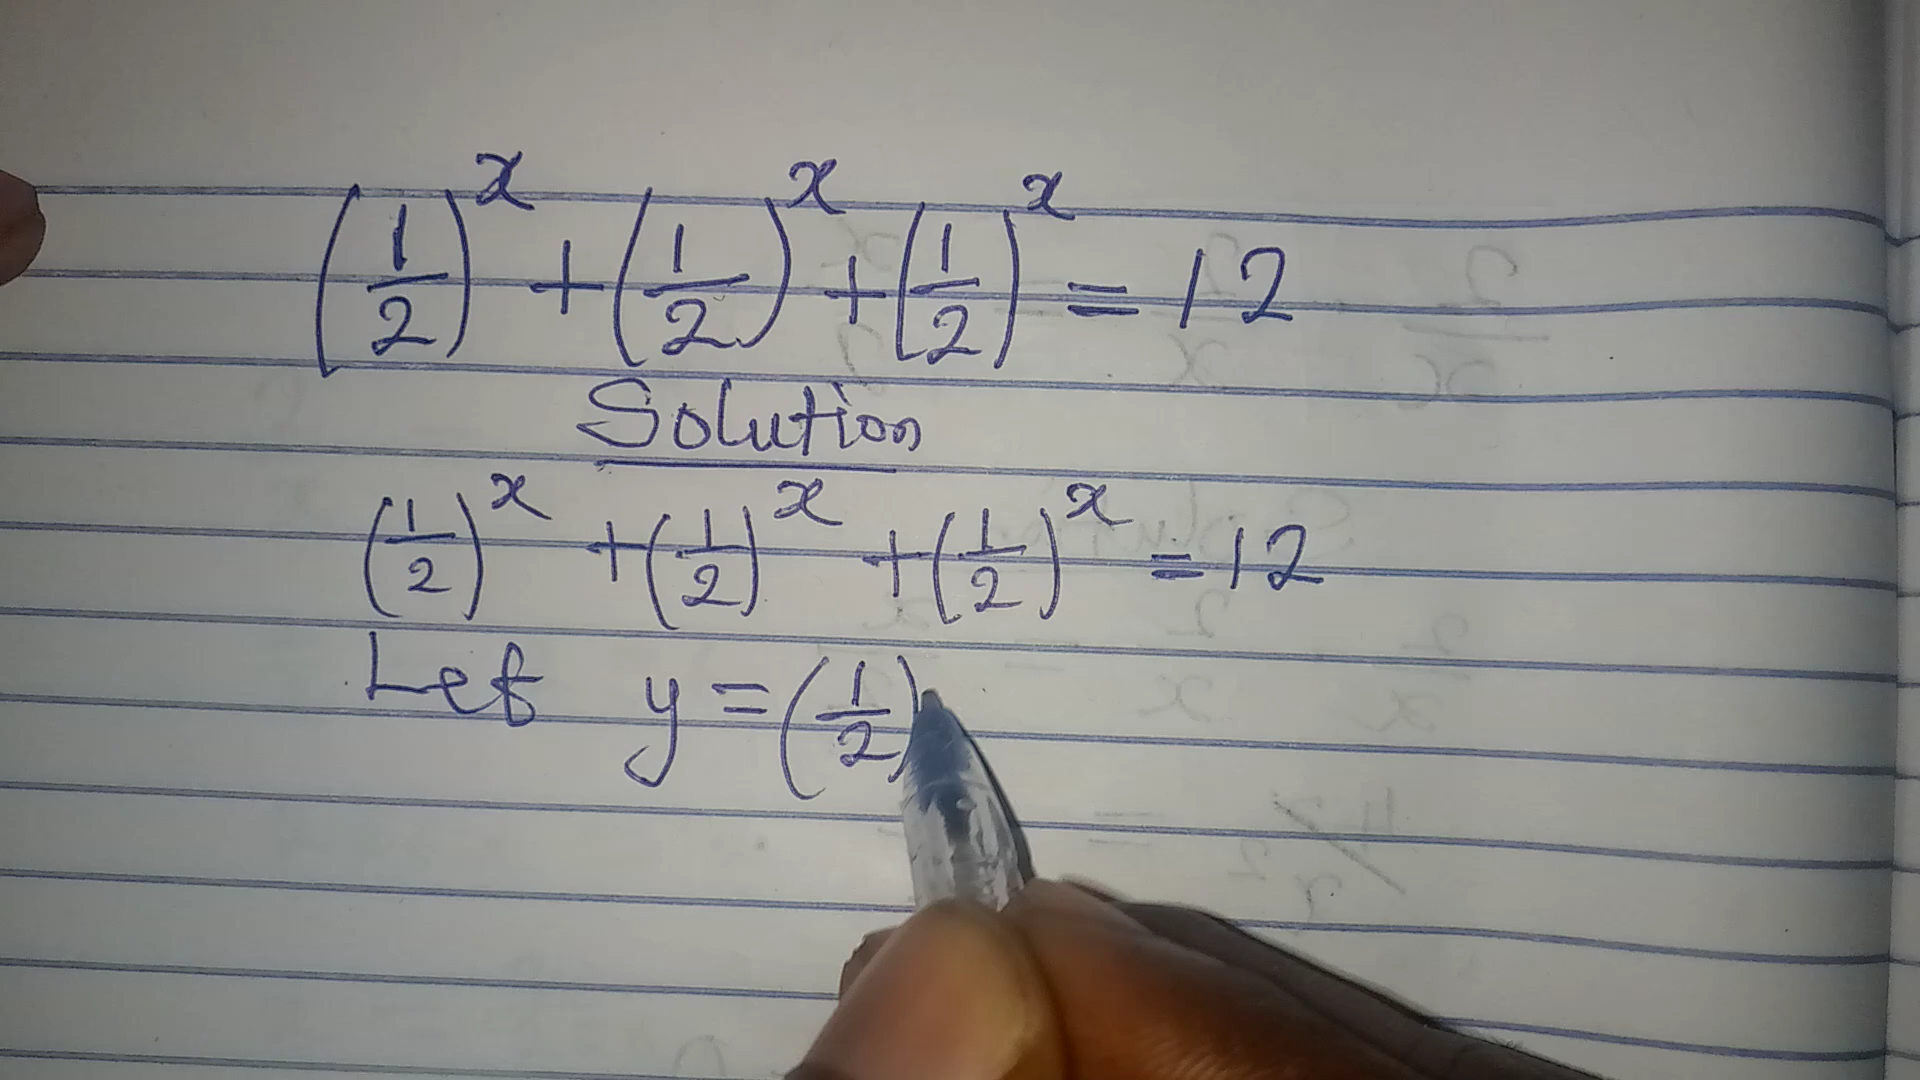 (1/2)^x + (1/2)^x + (1/2)^x = 12
Solution
(1/2)^x + (1/2)^x + (1/2)^x = 12
Let y = (1/2)